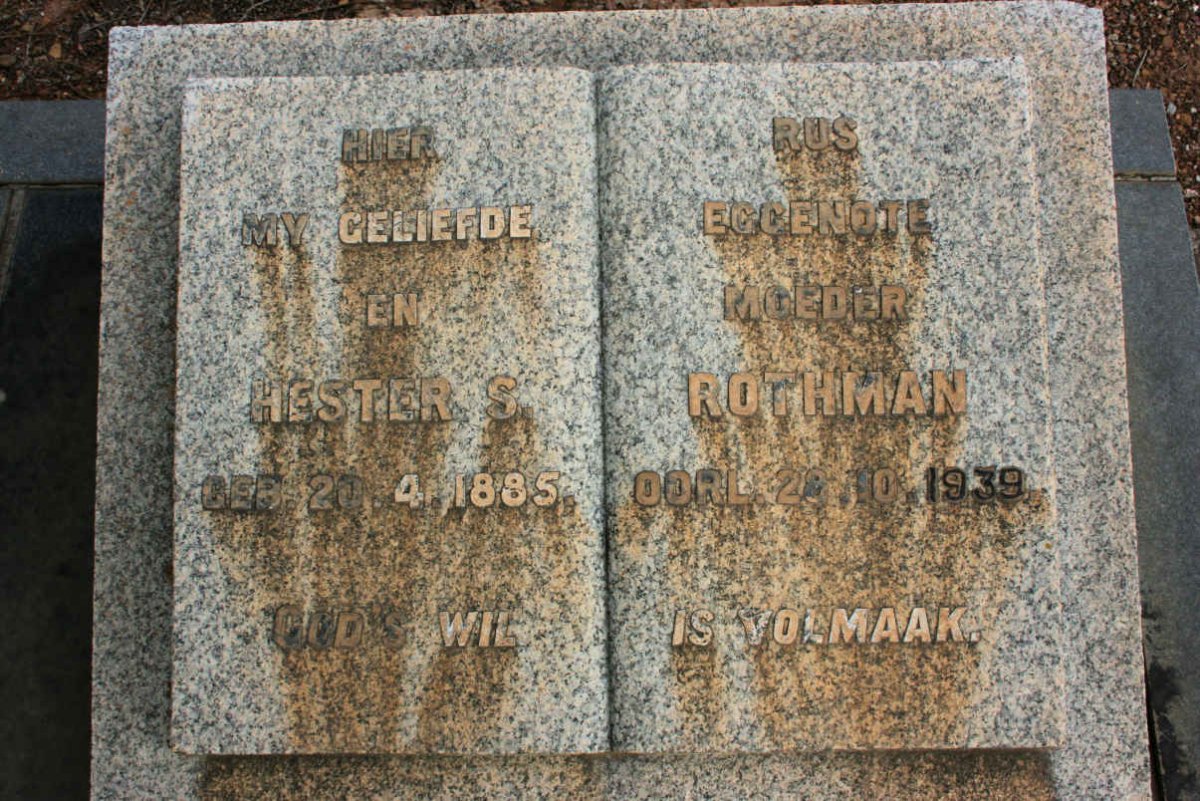 HIER RUS
MY GELIEFDE EGGENOTE
EN MOEDER
HESTER S. ROTHMAN
GEB. 20.4.1885. OORL. 28.10.1939.
GOD'S WIL IS VOLMAAK.